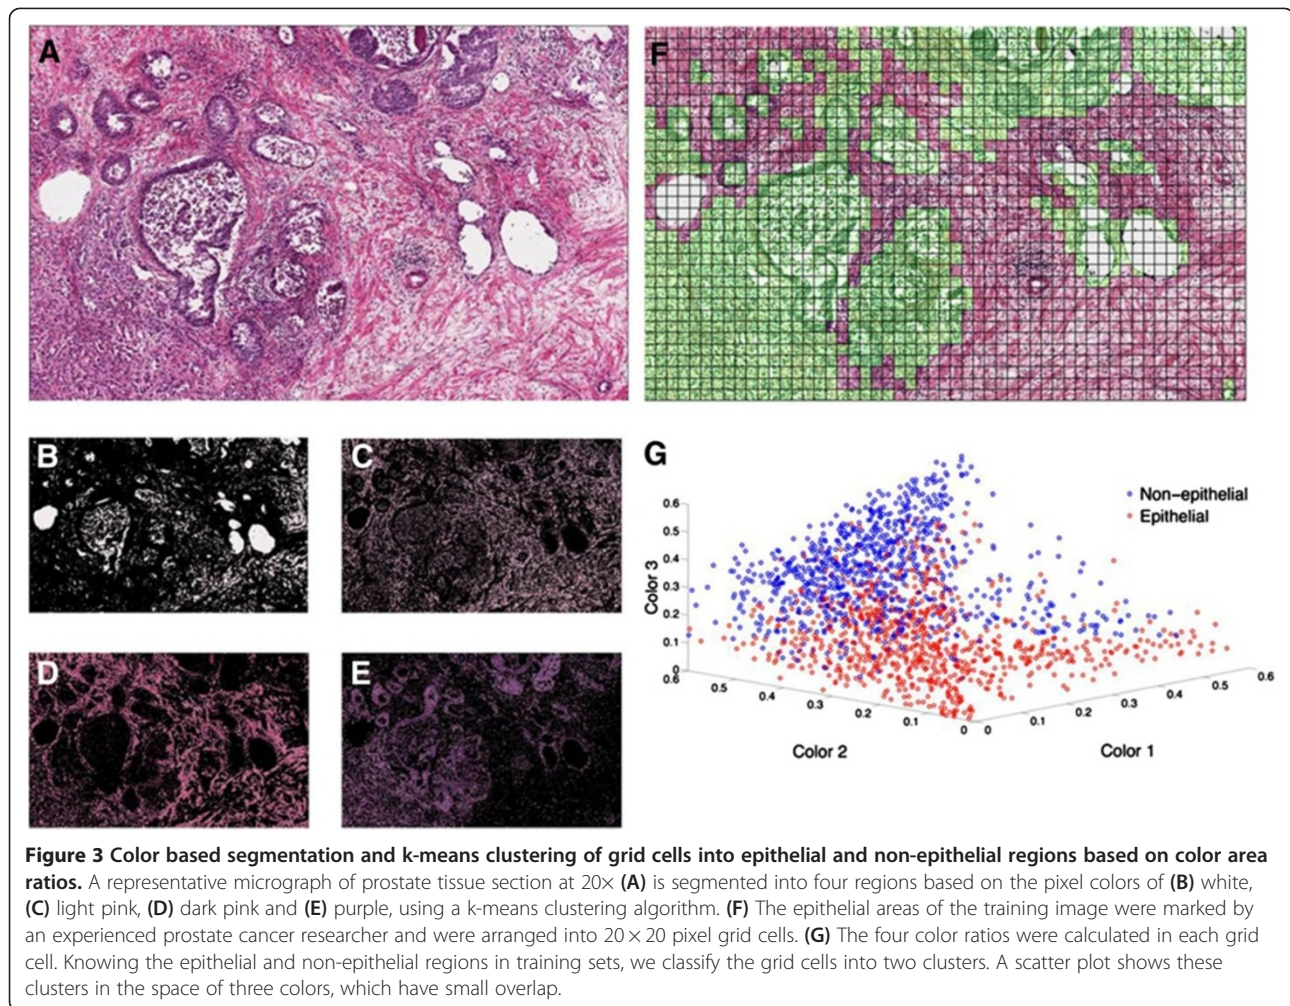 A
F
B
C
D
E
G
Non-epithelial
Epithelial
0.6
0.5
0.4
0.3
0.2
0.1
0
Color 3
0.6
0.5
0.4
0.3
0.2
0.1
0
Color 2
0
0.1
0.2
0.3
0.4
0.5
0.6
Color 1
Figure 3 Color based segmentation and k-means clustering of grid cells into epithelial and non-epithelial regions based on color area
ratios. A representative micrograph of prostate tissue section at 20× (A) is segmented into four regions based on the pixel colors of (B) white,
(C) light pink, (D) dark pink and (E) purple, using a k-means clustering algorithm. (F) The epithelial areas of the training image were marked by
an experienced prostate cancer researcher and were arranged into 20 × 20 pixel grid cells. (G) The four color ratios were calculated in each grid
cell. Knowing the epithelial and non-epithelial regions in training sets, we classify the grid cells into two clusters. A scatter plot shows these
clusters in the space of three colors, which have small overlap.